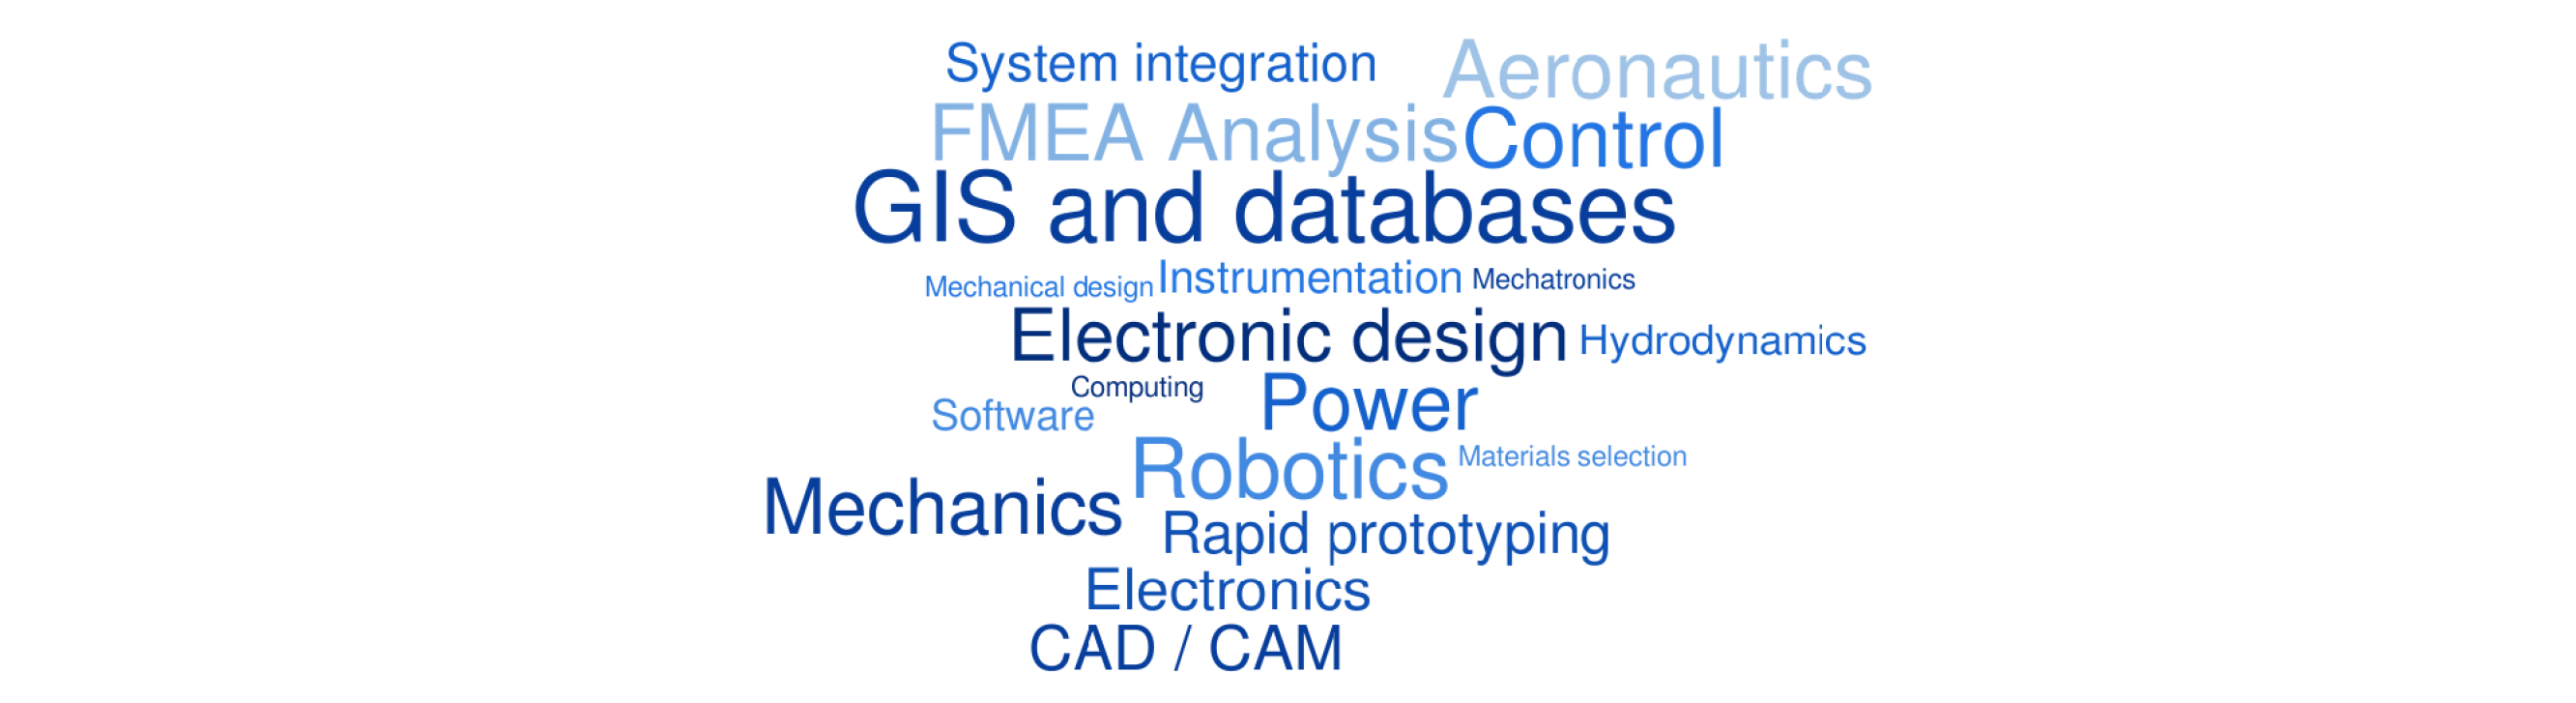 System integration Aeronautics
FMEA Analysis Control
GIS and databases
Mechanical design Instrumentation Mechatronics
Electronic design Hydrodynamics
Computing Power
Software
Robotics Materials selection
Mechanics
Rapid prototyping
Electronics
CAD / CAM